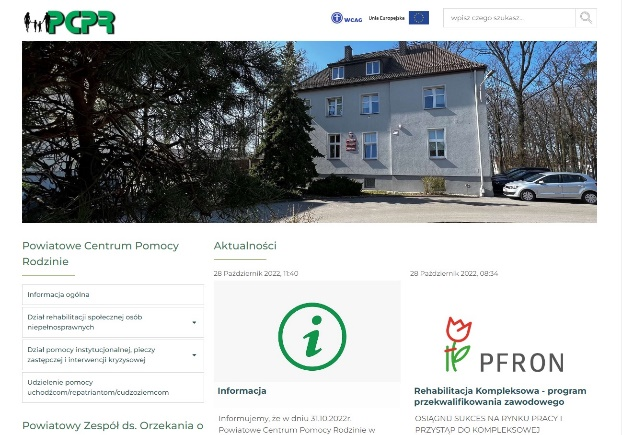 PCPR
WCAG
Unia Europejska
wpisz czego szukasz...
Powiatowe Centrum Pomocy
Rodzinie
Informacja ogólna
Dział rehabilitacji społecznej osób
niepełnosprawnych
Dział pomocy instytucjonalnej, pieczy
zastępczej i interwencji kryzysowej
Udzielenie pomocy
uchodźcom/repatriantom/cudzoziemcom
Powiatowy Zespół ds. Orzekania o
Aktualności
28 Październik 2022, 11:40
Informacja
Informujemy, że w dniu 31.10.2022r.
Powiatowe Centrum Pomocy Rodzinie w
28 Październik 2022, 08:34
PFRON
Rehabilitacja Kompleksowa - program
przekwalifikowania zawodowego
OSIĄGNIJ SUKCES NA RYNKU PRACY I
PRZYSTĄP DO KOMPLEKSOWEJ